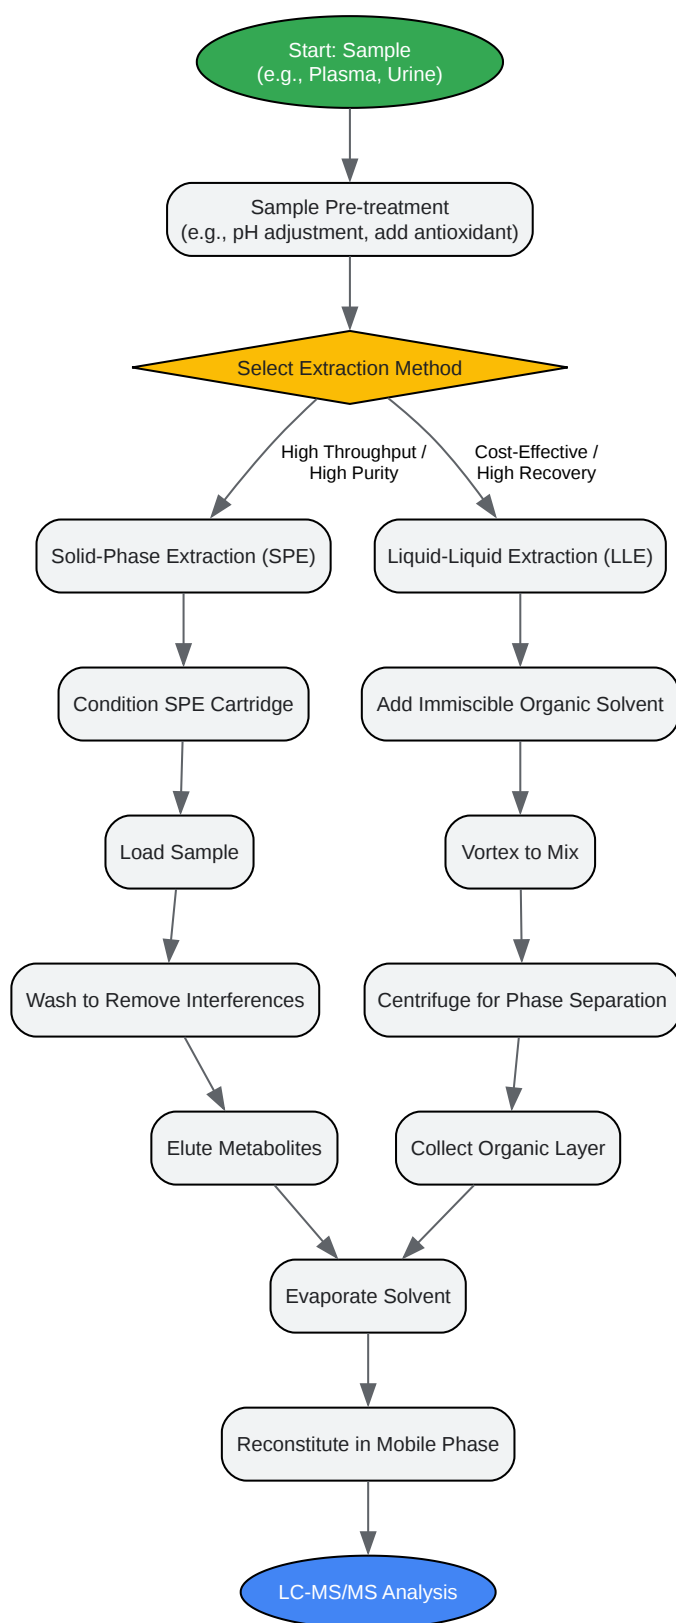 Start: Sample
(e.g., Plasma, Urine)
Sample Pre-treatment
(e.g., pH adjustment, add antioxidant)
Select Extraction Method
High Throughput /
High Purity
Cost-Effective /
High Recovery
Solid-Phase Extraction (SPE)
Liquid-Liquid Extraction (LLE)
Condition SPE Cartridge
Add Immiscible Organic Solvent
Load Sample
Vortex to Mix
Wash to Remove Interferences
Centrifuge for Phase Separation
Elute Metabolites
Collect Organic Layer
Evaporate Solvent
Reconstitute in Mobile Phase
LC-MS/MS Analysis